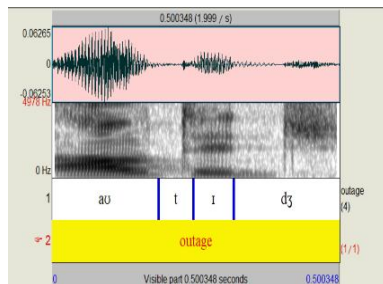 0.500348 (1.999 / s)
0.06265
0
-0.06253
4978 Hz
0 Hz
1 aʊ t ɪ dʒ outage (4)
☞ 2 outage (1/1)
0 Visible part 0.500348 seconds 0.500348